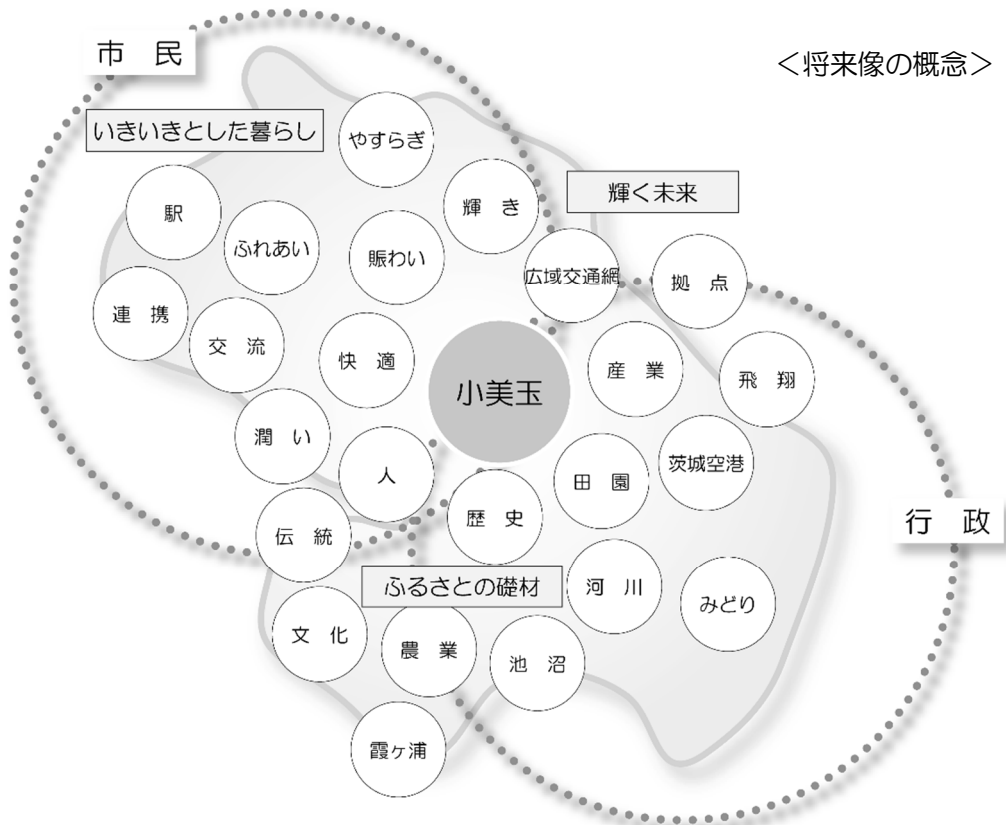 市 民
＜将来像の概念＞
いきいきとした暮らし
やすらぎ
輝く未来
駅
輝 き
ふれあい
賑わい
広域交通網
拠 点
連 携
交 流
快 適
産 業
飛 翔
小美玉
潤 い
人
田 園
茨城空港
伝 統
歴 史
行 政
ふるさとの礎材
河 川
みどり
文 化
農 業
池 沼
霞ヶ浦